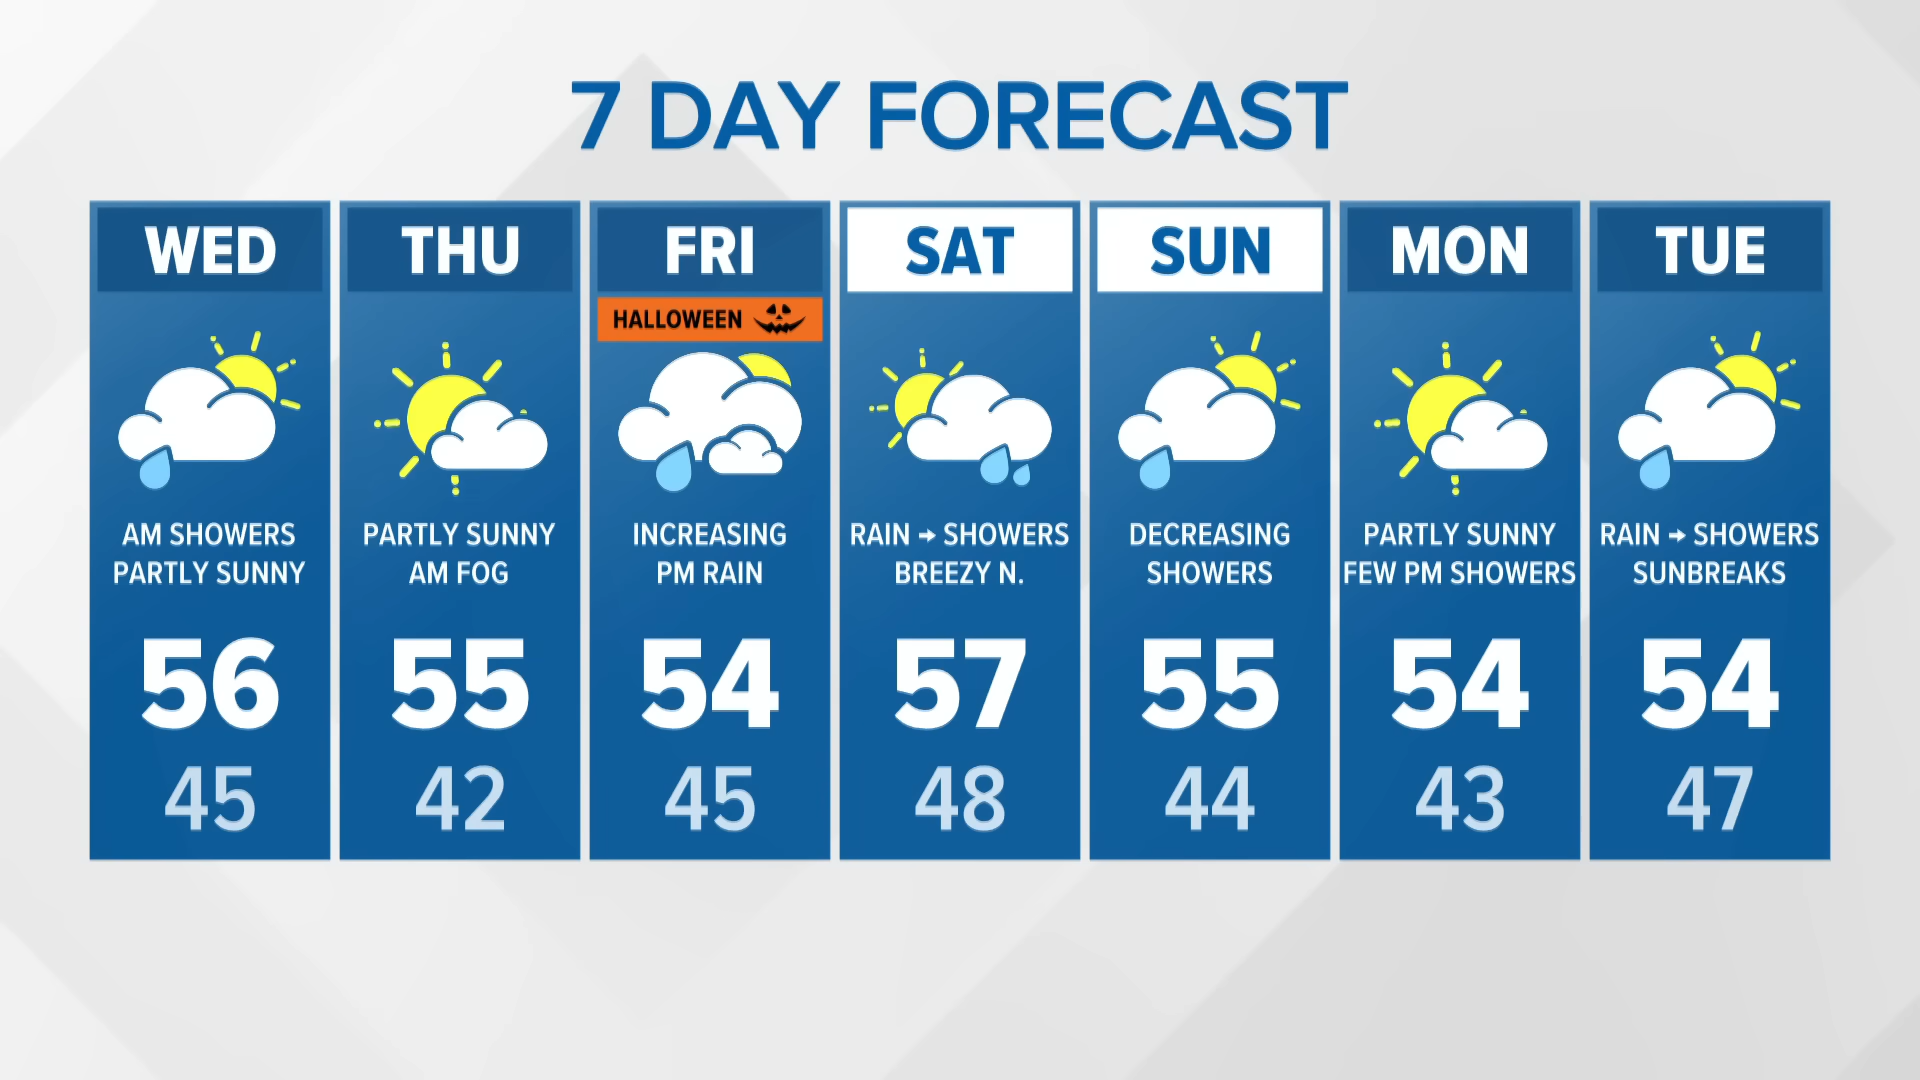 7 DAY FORECAST
WED
AM SHOWERS
PARTLY SUNNY
56
45
THU
PARTLY SUNNY
AM FOG
55
42
FRI
HALLOWEEN
INCREASING
PM RAIN
54
45
SAT
RAIN → SHOWERS
BREEZY N.
57
48
SUN
DECREASING
SHOWERS
55
44
MON
PARTLY SUNNY
FEW PM SHOWERS
54
43
TUE
RAIN → SHOWERS
SUNBREAKS
54
47